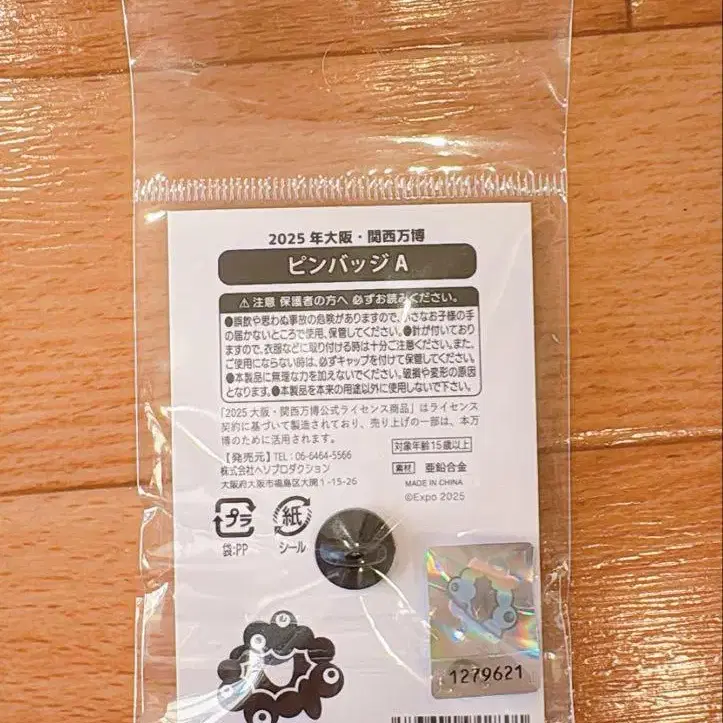 2025 年大阪・関西万博
ピンバッジ A
⚠注意 保護者の方へ 必ずお読みください。
●誤飲や思わぬ事故の危険がありますので、小さなお子様の手
の届かないところで使用、保管してください。●針が付いており
ますので、衣服などに取り付ける時は十分ご注意ください。また、
ご使用にならない時は、必ずキャップを付けて保管してください。
●本製品に無理な力を加えないでください。破損や変形の原因
となります。●本製品を本来の用途以外に使用しないで下さい。
「2025 大阪・関西万博公式ライセンス商品」はライセンス
契約に基づいて製造されており、売り上げの一部は、本万
博のために活用されます。
対象年齢15歳以上
【発売元】TEL：06-6464-5566
株式会社ヘソプロダクション
大阪府大阪市福島区大開1-15-26
素材 亜鉛合金
MADE IN CHINA
©Expo 2025
プラ
袋:PP
紙
シール
1279621